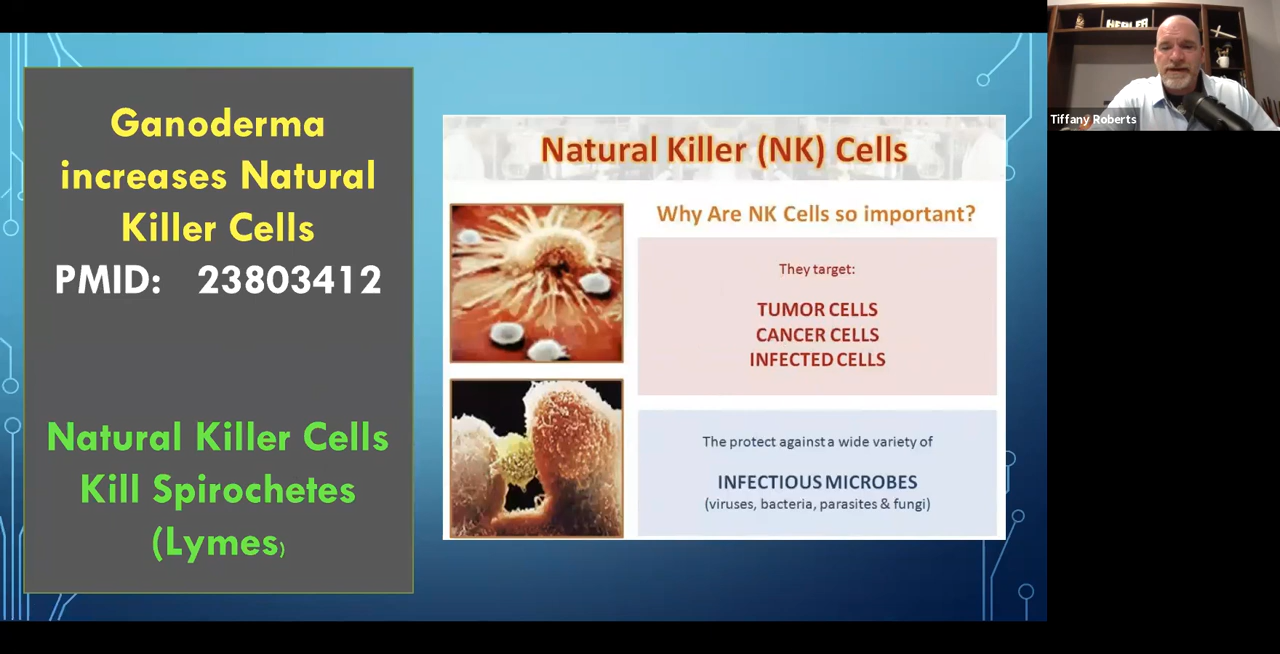 Ganoderma
increases Natural
Killer Cells
PMID: 23803412
Natural Killer Cells
Kill Spirochetes
(Lymes)
Natural Killer (NK) Cells
Why Are NK Cells so important?
They target:
TUMOR CELLS
CANCER CELLS
INFECTED CELLS
The protect against a wide variety of
INFECTIOUS MICROBES
(viruses, bacteria, parasites & fungi)
HEALER
Tiffany Roberts